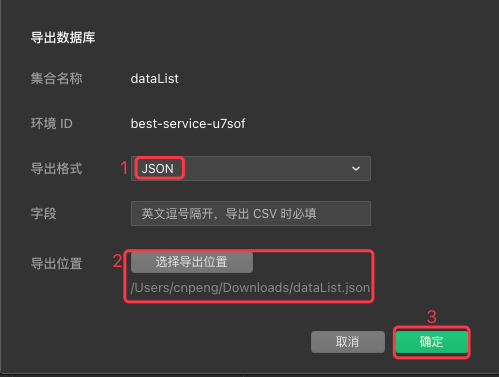 导出数据库
集合名称 dataList
环境 ID best-service-u7sof
导出格式 1 JSON
字段 英文逗号隔开，导出 CSV 时必填
导出位置 2 选择导出位置
/Users/cnpeng/Downloads/dataList.json
3
取消 确定